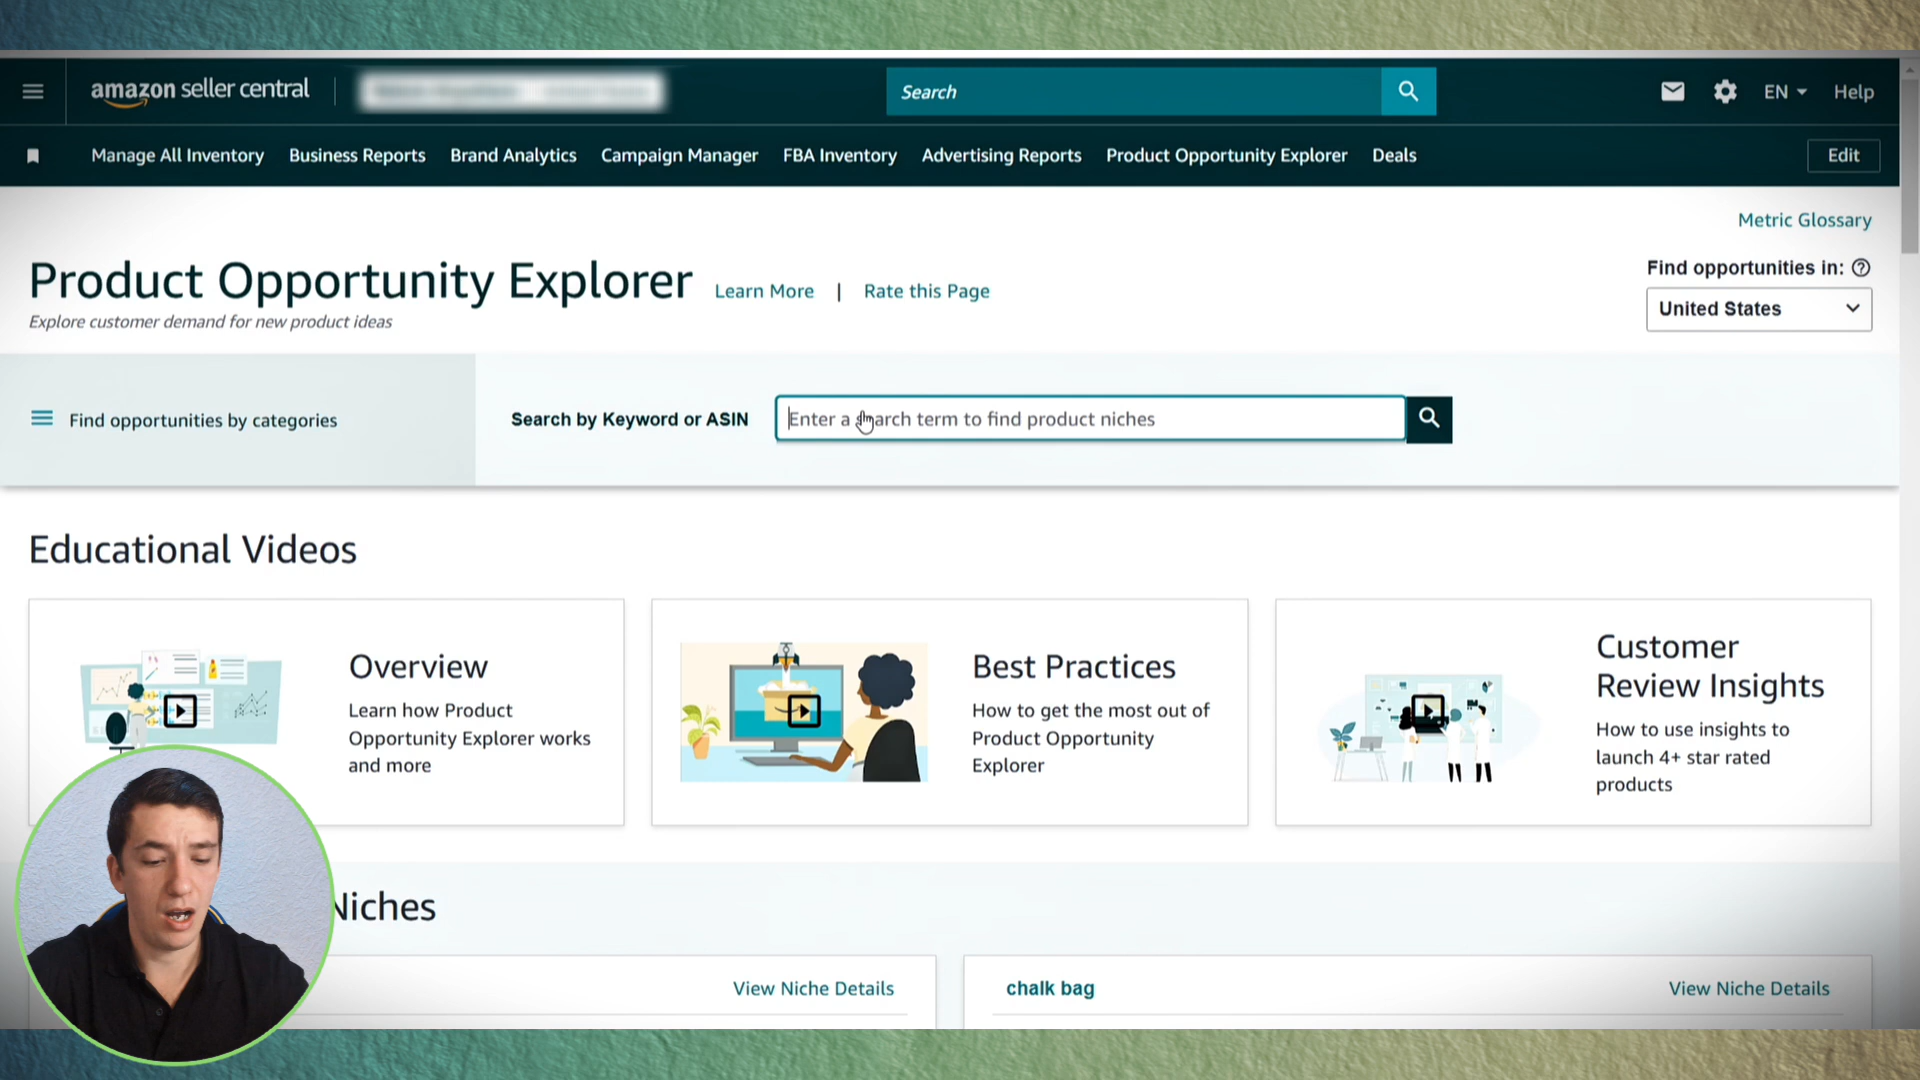 amazon seller central
Search
EN
Help
Manage All Inventory
Business Reports
Brand Analytics
Campaign Manager
FBA Inventory
Advertising Reports
Product Opportunity Explorer
Deals
Edit
Metric Glossary
Product Opportunity Explorer
Learn More | Rate this Page
Find opportunities in:
Explore customer demand for new product ideas
United States
Find opportunities by categories
Search by Keyword or ASIN
Enter a search term to find product niches
Educational Videos
Overview
Learn how Product
Opportunity Explorer works
and more
Best Practices
How to get the most out of
Product Opportunity
Explorer
Customer
Review Insights
How to use insights to
launch 4+ star rated
products
Niches
View Niche Details
chalk bag
View Niche Details